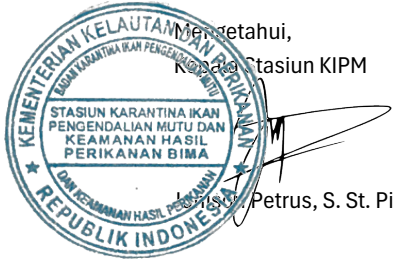 Mengetahui,
Kepala Stasiun KIPM
KEMENTERIAN KELAUTAN DAN PERIKANAN
BADAN KARANTINA IKAN PENGENDALIAN MUTU
STASIUN KARANTINA IKAN
PENGENDALIAN MUTU DAN
KEAMANAN HASIL
PERIKANAN BIMA
DAN KEAMANAN HASIL PERIKANAN
REPUBLIK INDONESIA
Petrus, S. St. Pi